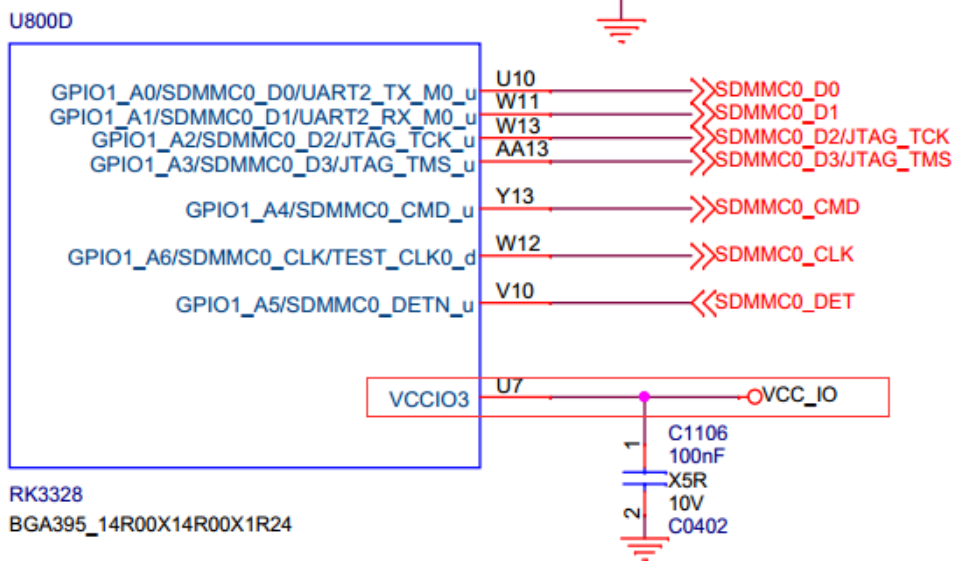 U800D
GPIO1_A0/SDMMC0_D0/UART2_TX_M0_u U10 SDMMC0_D0
GPIO1_A1/SDMMC0_D1/UART2_RX_M0_u W11 SDMMC0_D1
GPIO1_A2/SDMMC0_D2/JTAG_TCK_u W13 SDMMC0_D2/JTAG_TCK
GPIO1_A3/SDMMC0_D3/JTAG_TMS_u AA13 SDMMC0_D3/JTAG_TMS
GPIO1_A4/SDMMC0_CMD_u Y13 SDMMC0_CMD
GPIO1_A6/SDMMC0_CLK/TEST_CLK0_d W12 SDMMC0_CLK
GPIO1_A5/SDMMC0_DETN_u V10 SDMMC0_DET
VCCIO3 U7 VCC_IO
1 C1106
100nF
X5R
10V
2 C0402
RK3328
BGA395_14R00X14R00X1R24